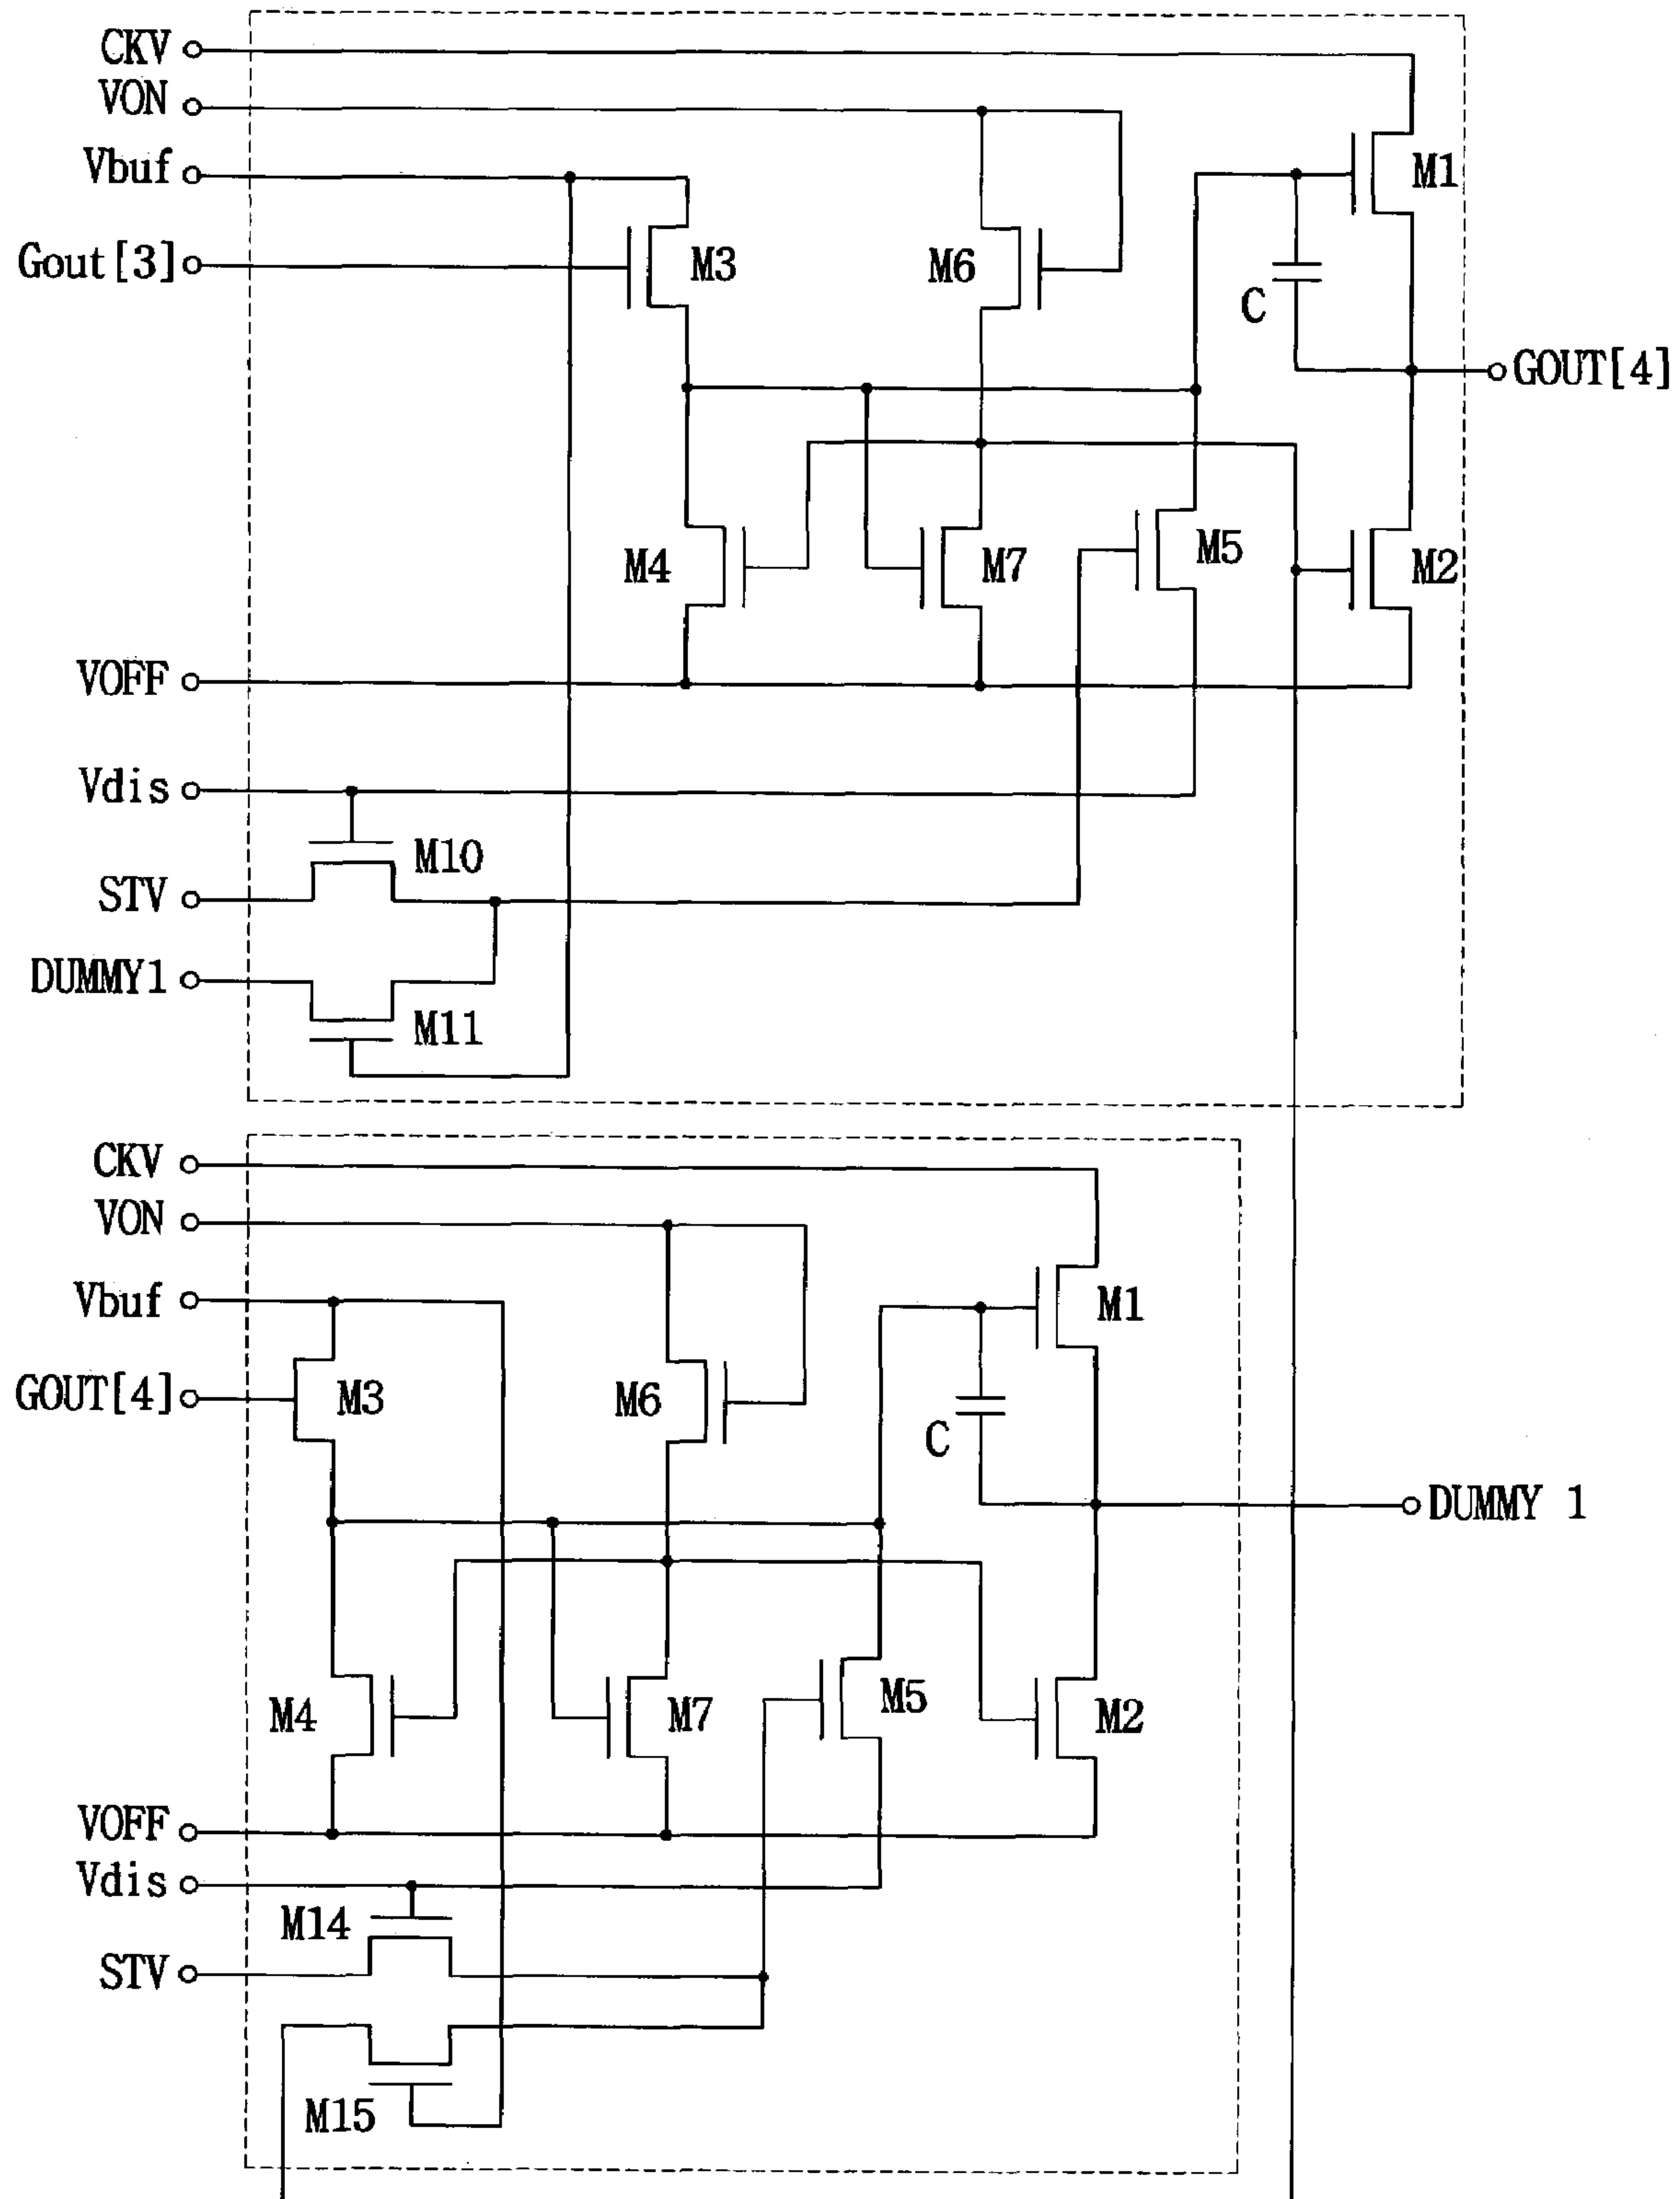 CKV
VON
Vbuf
M1
Gout[3]
M3
M6
C
GOUT[4]
M4
M7
M5
M2
VOFF
Vdis
M10
STV
DUMMY1
M11
CKV
VON
Vbuf
M1
GOUT[4]
M3
M6
C
DUMMY 1
M4
M7
M5
M2
VOFF
Vdis
M14
STV
M15